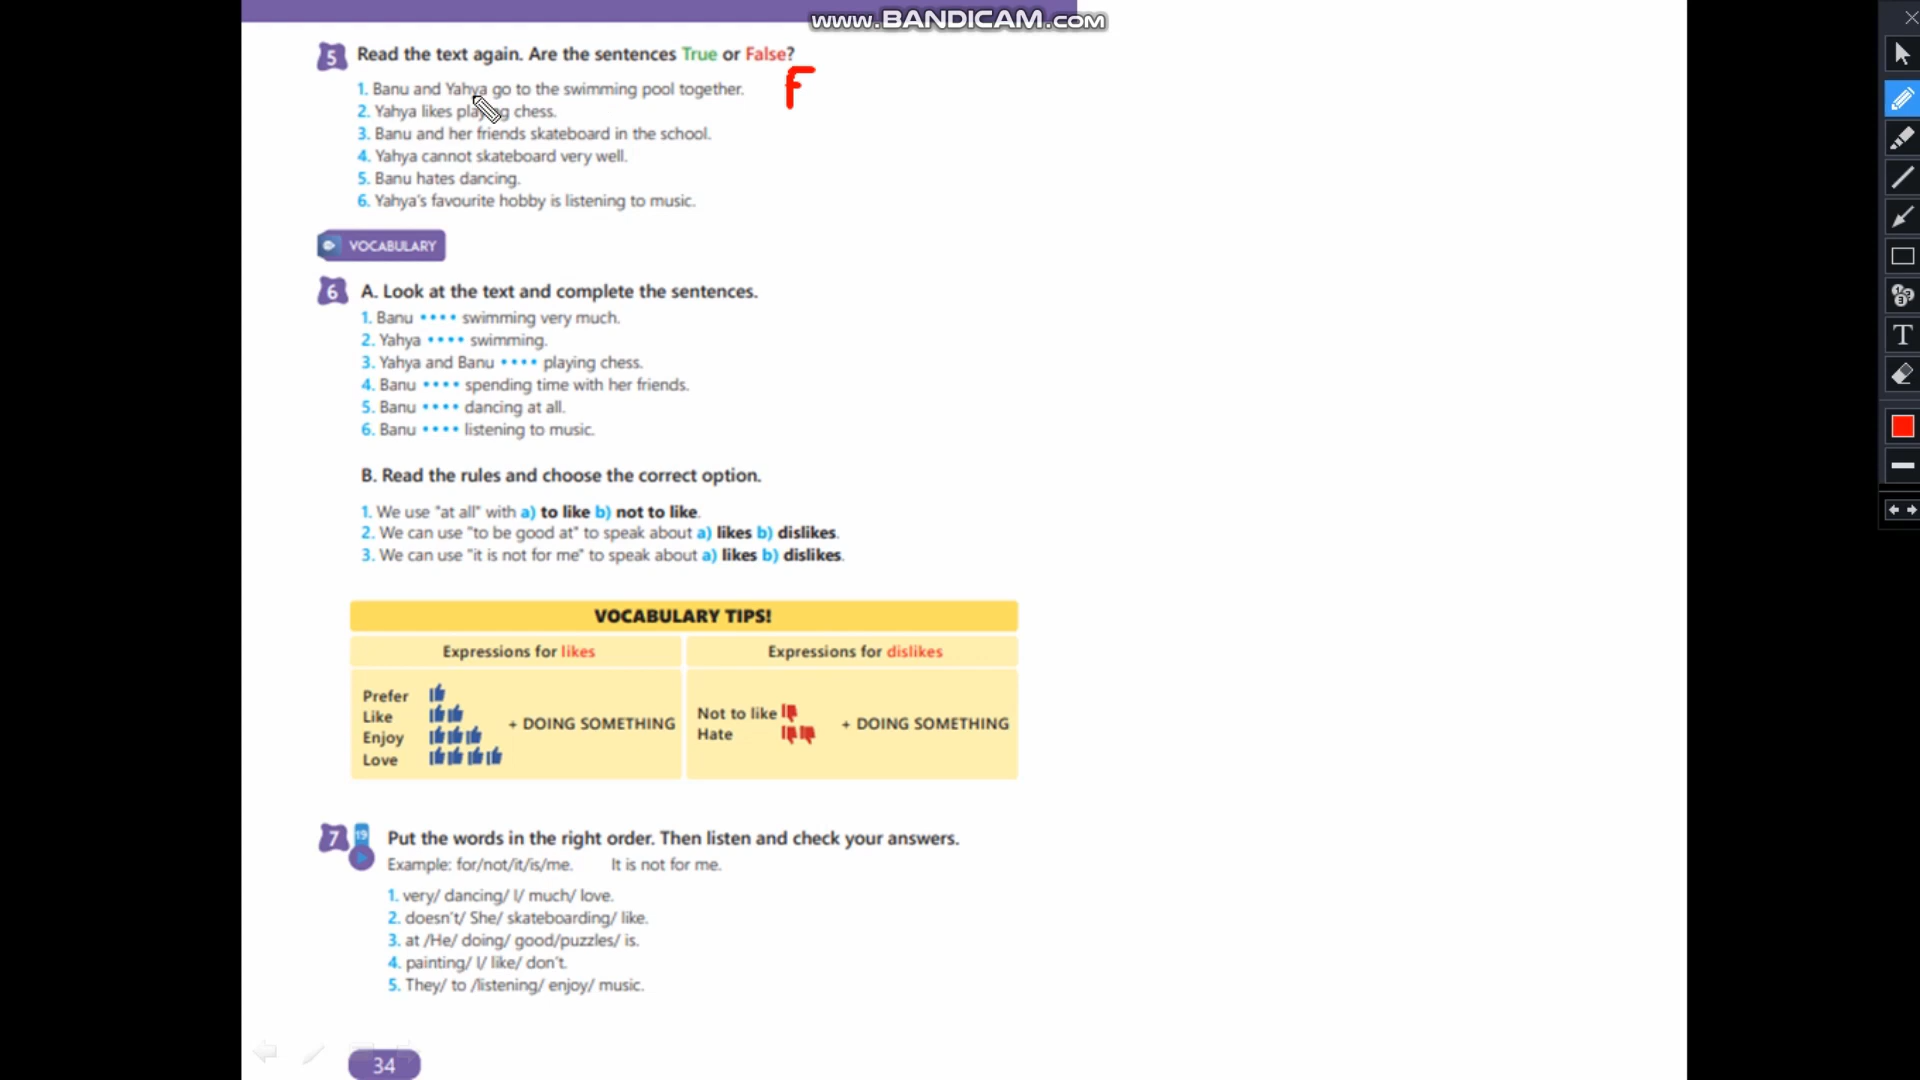 www.BANDICAM.com
5 Read the text again. Are the sentences True or False?
1. Banu and Yahya go to the swimming pool together. F
2. Yahya likes playing chess.
3. Banu and her friends skateboard in the school.
4. Yahya cannot skateboard very well.
5. Banu hates dancing.
6. Yahya's favourite hobby is listening to music.
VOCABULARY
6 A. Look at the text and complete the sentences.
1. Banu •••• swimming very much.
2. Yahya •••• swimming.
3. Yahya and Banu •••• playing chess.
4. Banu •••• spending time with her friends.
5. Banu •••• dancing at all.
6. Banu •••• listening to music.
B. Read the rules and choose the correct option.
1. We use "at all" with a) to like b) not to like.
2. We can use "to be good at" to speak about a) likes b) dislikes.
3. We can use "it is not for me" to speak about a) likes b) dislikes.
VOCABULARY TIPS!
Expressions for likes
Expressions for dislikes
Prefer
Like
Enjoy
Love
+ DOING SOMETHING
Not to like
Hate
+ DOING SOMETHING
7 19 Put the words in the right order. Then listen and check your answers.
Example: for/not/it/is/me. It is not for me.
1. very/ dancing/ I/ much/ love.
2. doesn't/ She/ skateboarding/ like.
3. at /He/ doing/ good/puzzles/ is.
4. painting/ I/ like/ don't.
5. They/ to /listening/ enjoy/ music.
34
T